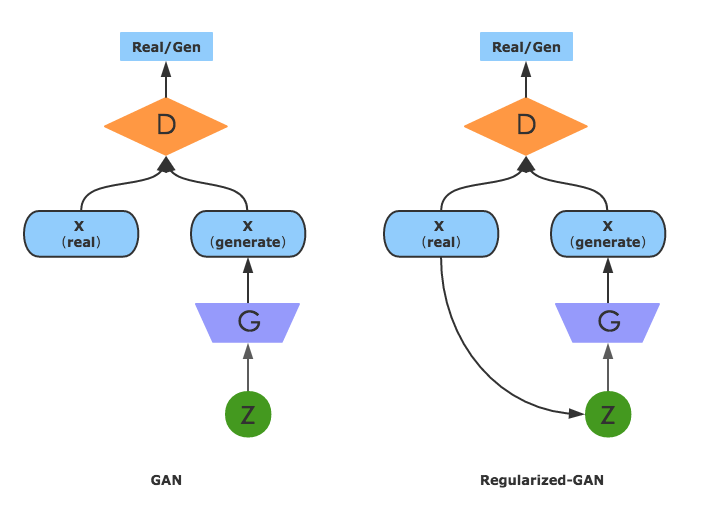 Real/Gen
D
X
(real)
X
(generate)
G
Z
GAN
Real/Gen
D
X
(real)
X
(generate)
G
Z
Regularized-GAN